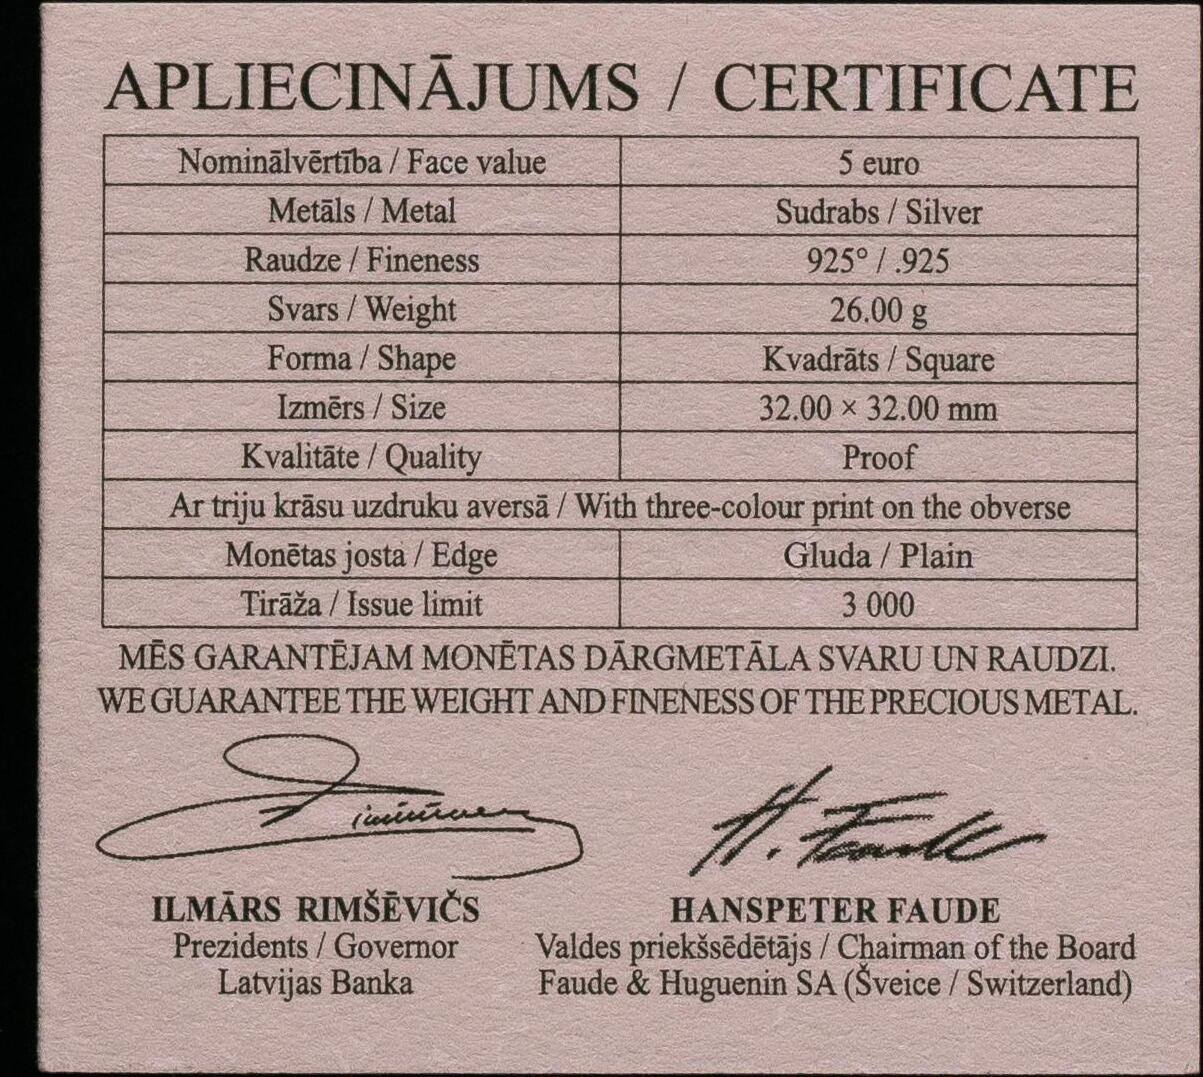 APLIECINĀJUMS / CERTIFICATE
Nominālvērtība / Face value 5 euro
Metāls / Metal Sudrabs / Silver
Raudze / Fineness 925° / .925
Svars / Weight 26.00 g
Forma / Shape Kvadrāts / Square
Izmērs / Size 32.00 × 32.00 mm
Kvalitāte / Quality Proof
Ar triju krāsu uzdruku aversā / With three-colour print on the obverse
Monētas josta / Edge Gluda / Plain
Tirāža / Issue limit 3 000
MĒS GARANTĒJAM MONĒTAS DĀRGMETĀLA SVARU UN RAUDZI.
WE GUARANTEE THE WEIGHT AND FINENESS OF THE PRECIOUS METAL.
H. Faude
ILMĀRS RIMŠĒVIČS HANSPETER FAUDE
Prezidents / Governor Valdes priekšsēdētājs / Chairman of the Board
Latvijas Banka Faude & Huguenin SA (Šveice / Switzerland)